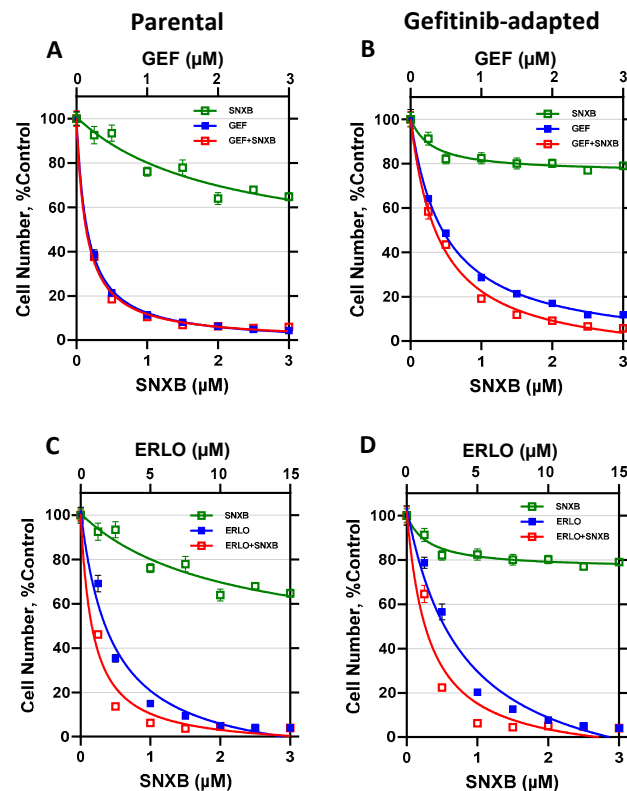 Parental
Gefitinib-adapted
A
GEF (µM)
0 1 2 3
SNXB
GEF
GEF+SNXB
Cell Number, %Control
100
80
60
40
20
0
0 1 2 3
SNXB (µM)
B
GEF (µM)
0 1 2 3
SNXB
GEF
GEF+SNXB
Cell Number, %Control
100
80
60
40
20
0
0 1 2 3
SNXB (µM)
C
ERLO (µM)
0 5 10 15
SNXB
ERLO
ERLO+SNXB
Cell Number, %Control
100
80
60
40
20
0
0 1 2 3
SNXB (µM)
D
ERLO (µM)
0 5 10 15
SNXB
ERLO
ERLO+SNXB
Cell Number, %Control
100
80
60
40
20
0
0 1 2 3
SNXB (µM)